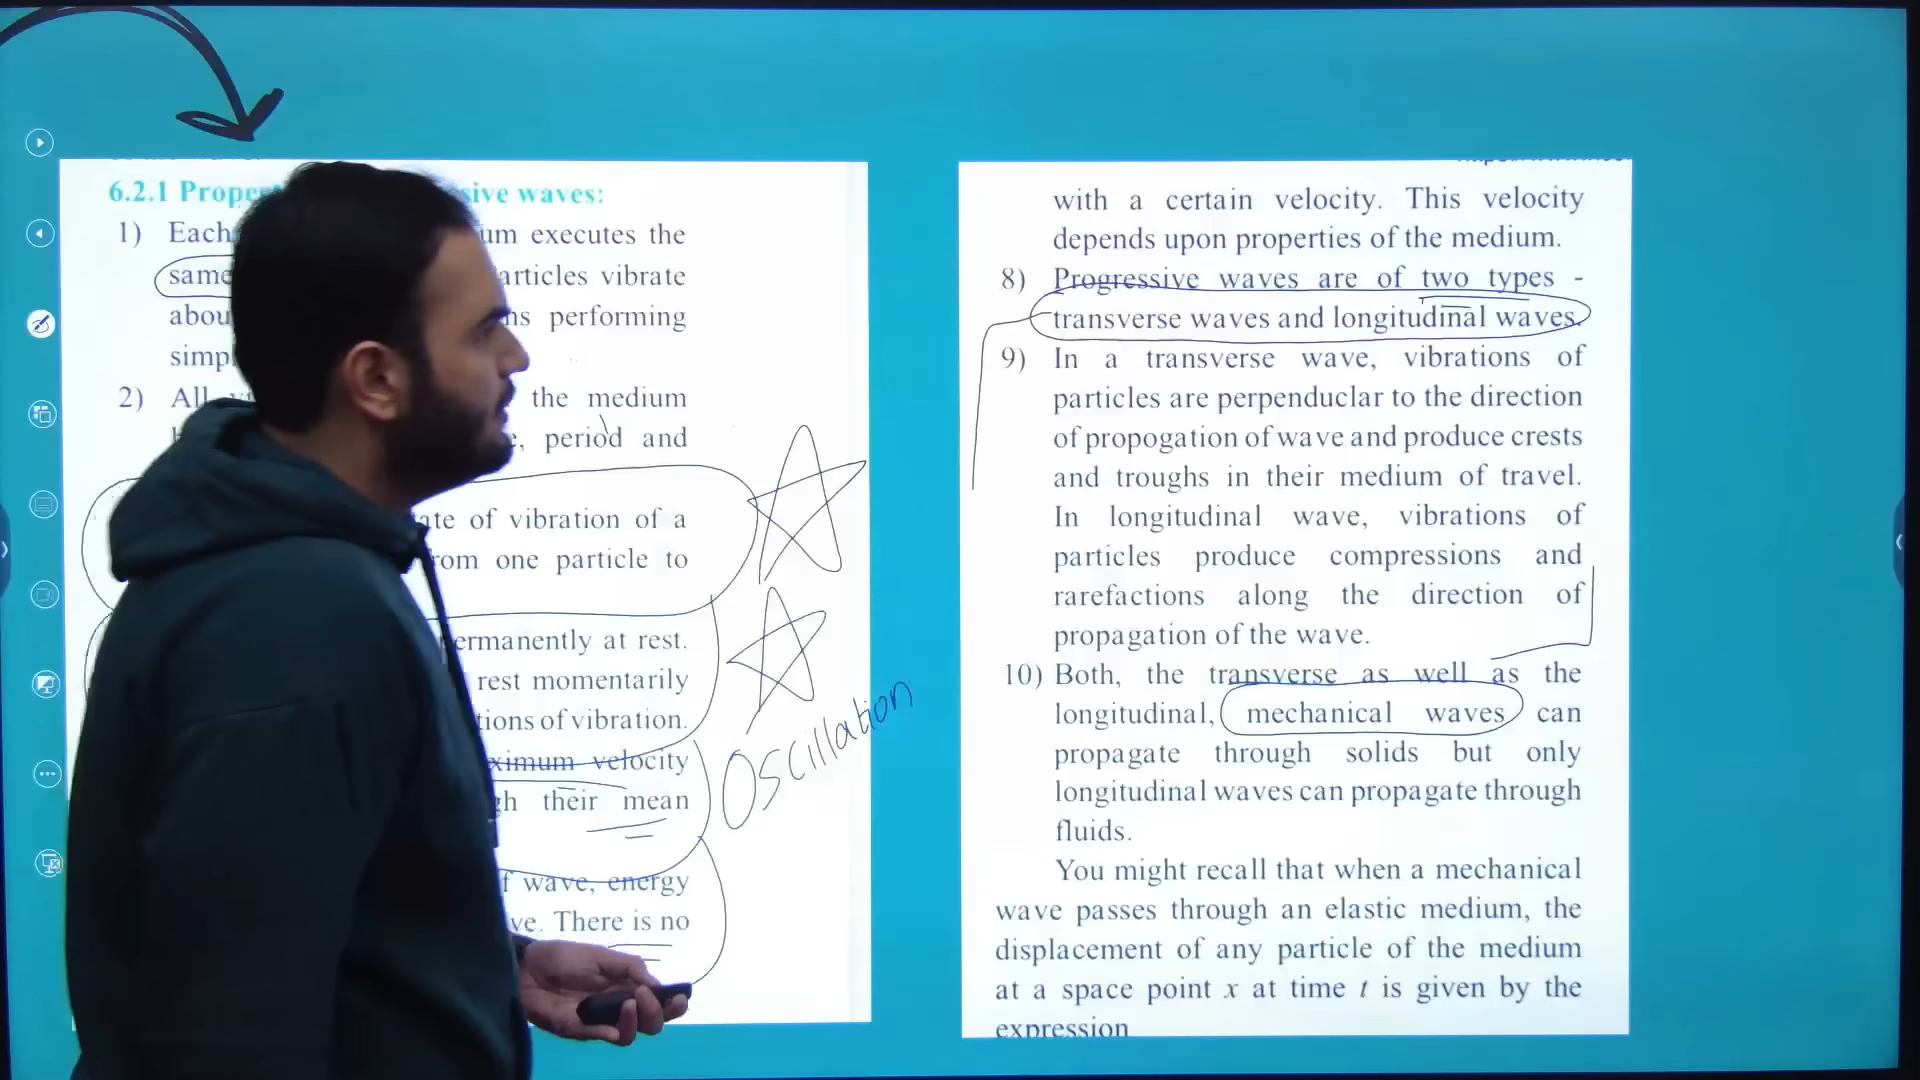 6.2.1 sive waves:
1) Each um executes the
same articles vibrate
abou ns performing
simp
2) All the medium
, period and
ate of vibration of a
rom one particle to
ermanently at rest.
rest momentarily
tions of vibration.
ximum velocity
gh their mean
f wave, energy
ve. There is no
Oscillation
with a certain velocity. This velocity
depends upon properties of the medium.
8) Progressive waves are of two types -
transverse waves and longitudinal waves.
9) In a transverse wave, vibrations of
particles are perpenduclar to the direction
of propogation of wave and produce crests
and troughs in their medium of travel.
In longitudinal wave, vibrations of
particles produce compressions and
rarefactions along the direction of
propagation of the wave.
10) Both, the transverse as well as the
longitudinal, mechanical waves can
propagate through solids but only
longitudinal waves can propagate through
fluids.
You might recall that when a mechanical
wave passes through an elastic medium, the
displacement of any particle of the medium
at a space point x at time t is given by the
expression